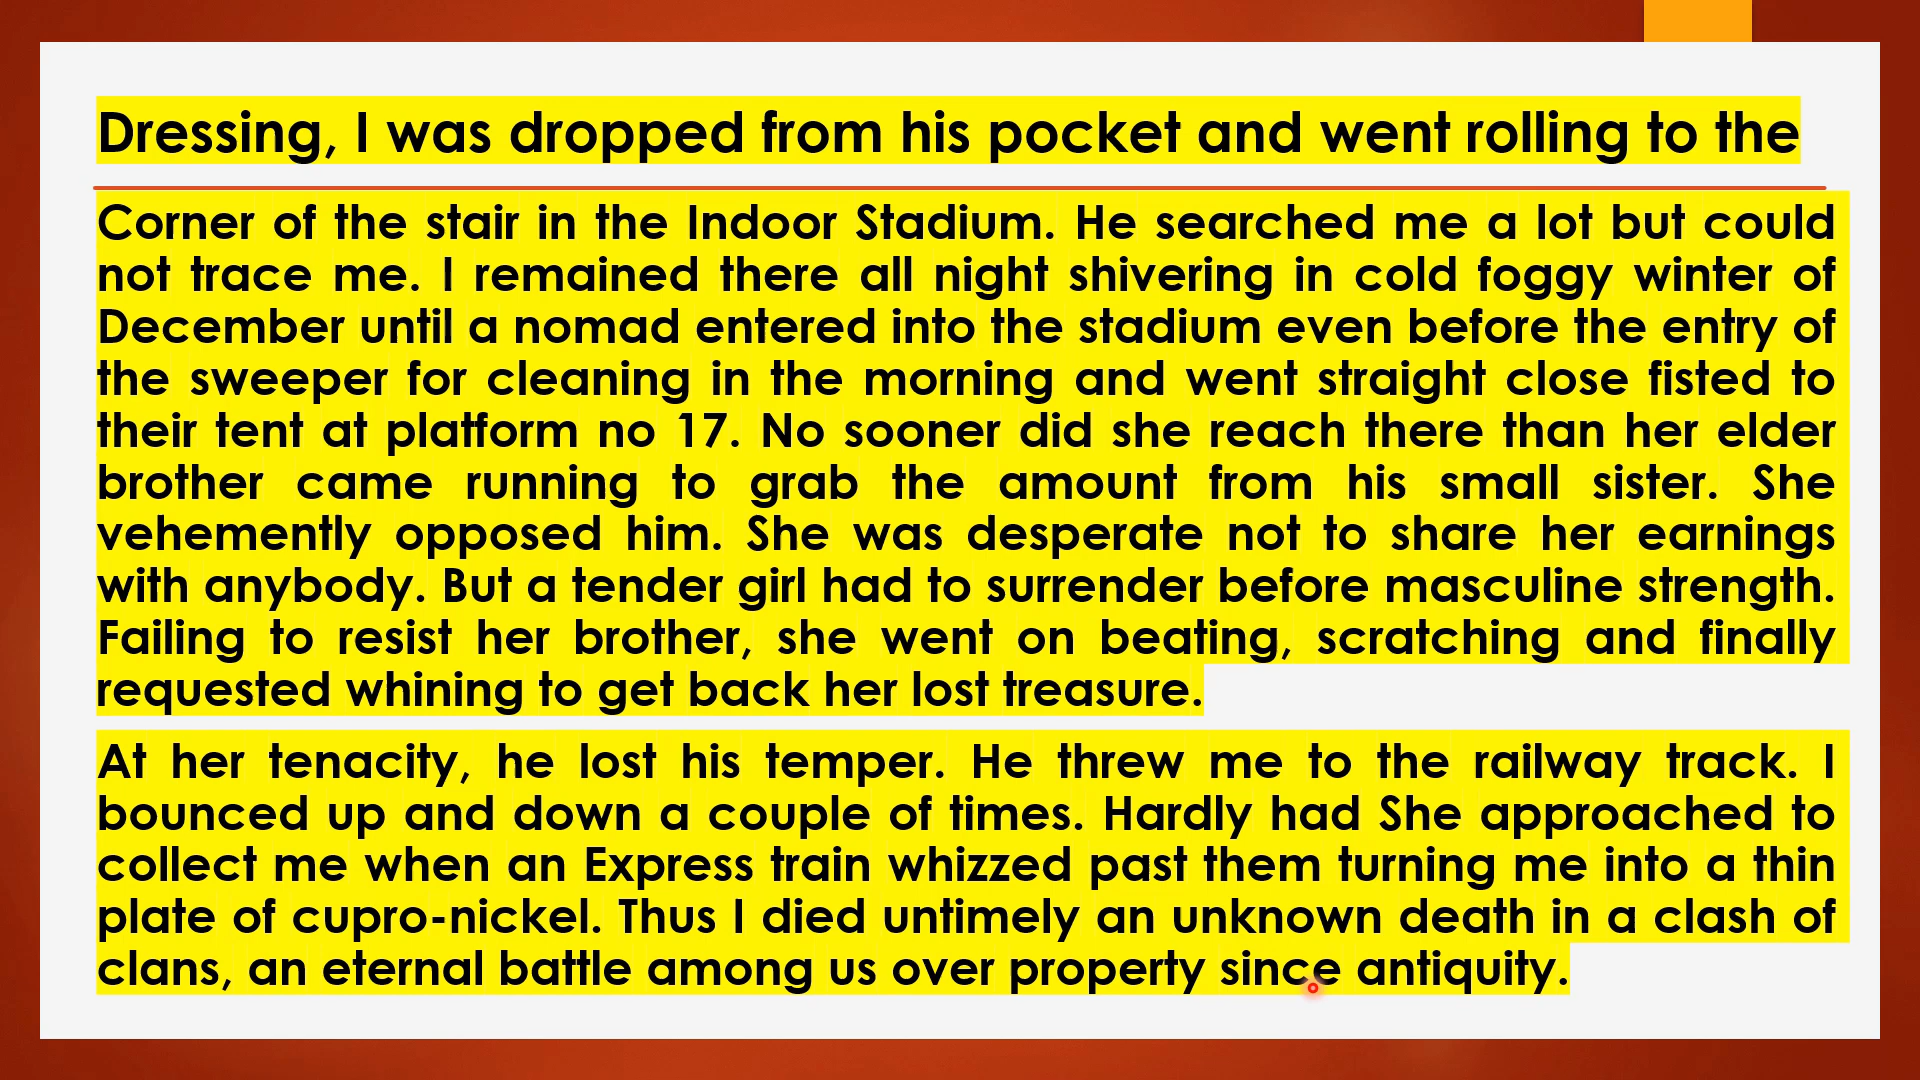 Dressing, I was dropped from his pocket and went rolling to the
Corner of the stair in the Indoor Stadium. He searched me a lot but could
not trace me. I remained there all night shivering in cold foggy winter of
December until a nomad entered into the stadium even before the entry of
the sweeper for cleaning in the morning and went straight close fisted to
their tent at platform no 17. No sooner did she reach there than her elder
brother came running to grab the amount from his small sister. She
vehemently opposed him. She was desperate not to share her earnings
with anybody. But a tender girl had to surrender before masculine strength.
Failing to resist her brother, she went on beating, scratching and finally
requested whining to get back her lost treasure.
At her tenacity, he lost his temper. He threw me to the railway track. I
bounced up and down a couple of times. Hardly had She approached to
collect me when an Express train whizzed past them turning me into a thin
plate of cupro-nickel. Thus I died untimely an unknown death in a clash of
clans, an eternal battle among us over property since antiquity.